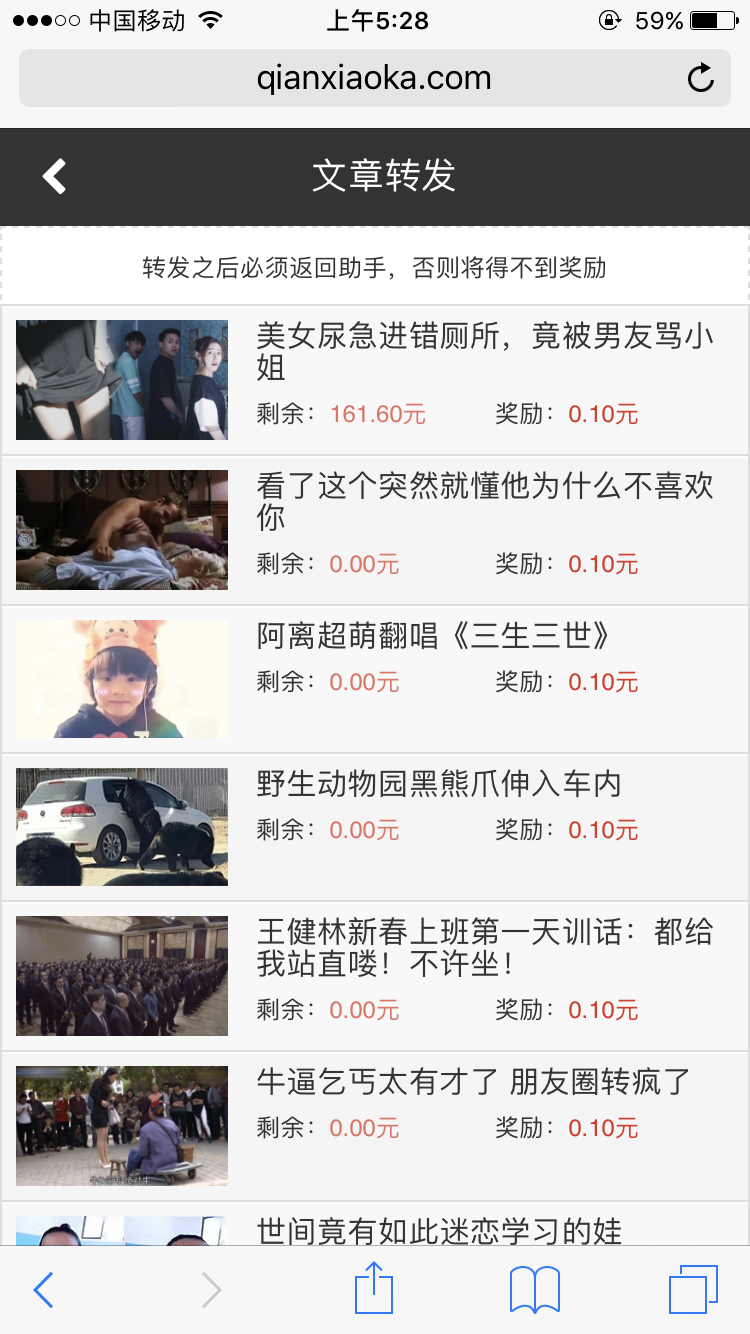 中国移动
上午5:28
59%
qianxiaoka.com
文章转发
转发之后必须返回助手，否则将得不到奖励
美女尿急进错厕所，竟被男友骂小
姐
剩余：161.60元 奖励：0.10元
看了这个突然就懂他为什么不喜欢
你
剩余：0.00元 奖励：0.10元
阿离超萌翻唱《三生三世》
剩余：0.00元 奖励：0.10元
野生动物园黑熊爪伸入车内
剩余：0.00元 奖励：0.10元
王健林新春上班第一天训话：都给
我站直喽！不许坐！
剩余：0.00元 奖励：0.10元
牛逼乞丐太有才了 朋友圈转疯了
剩余：0.00元 奖励：0.10元
世间竟有如此迷恋学习的娃